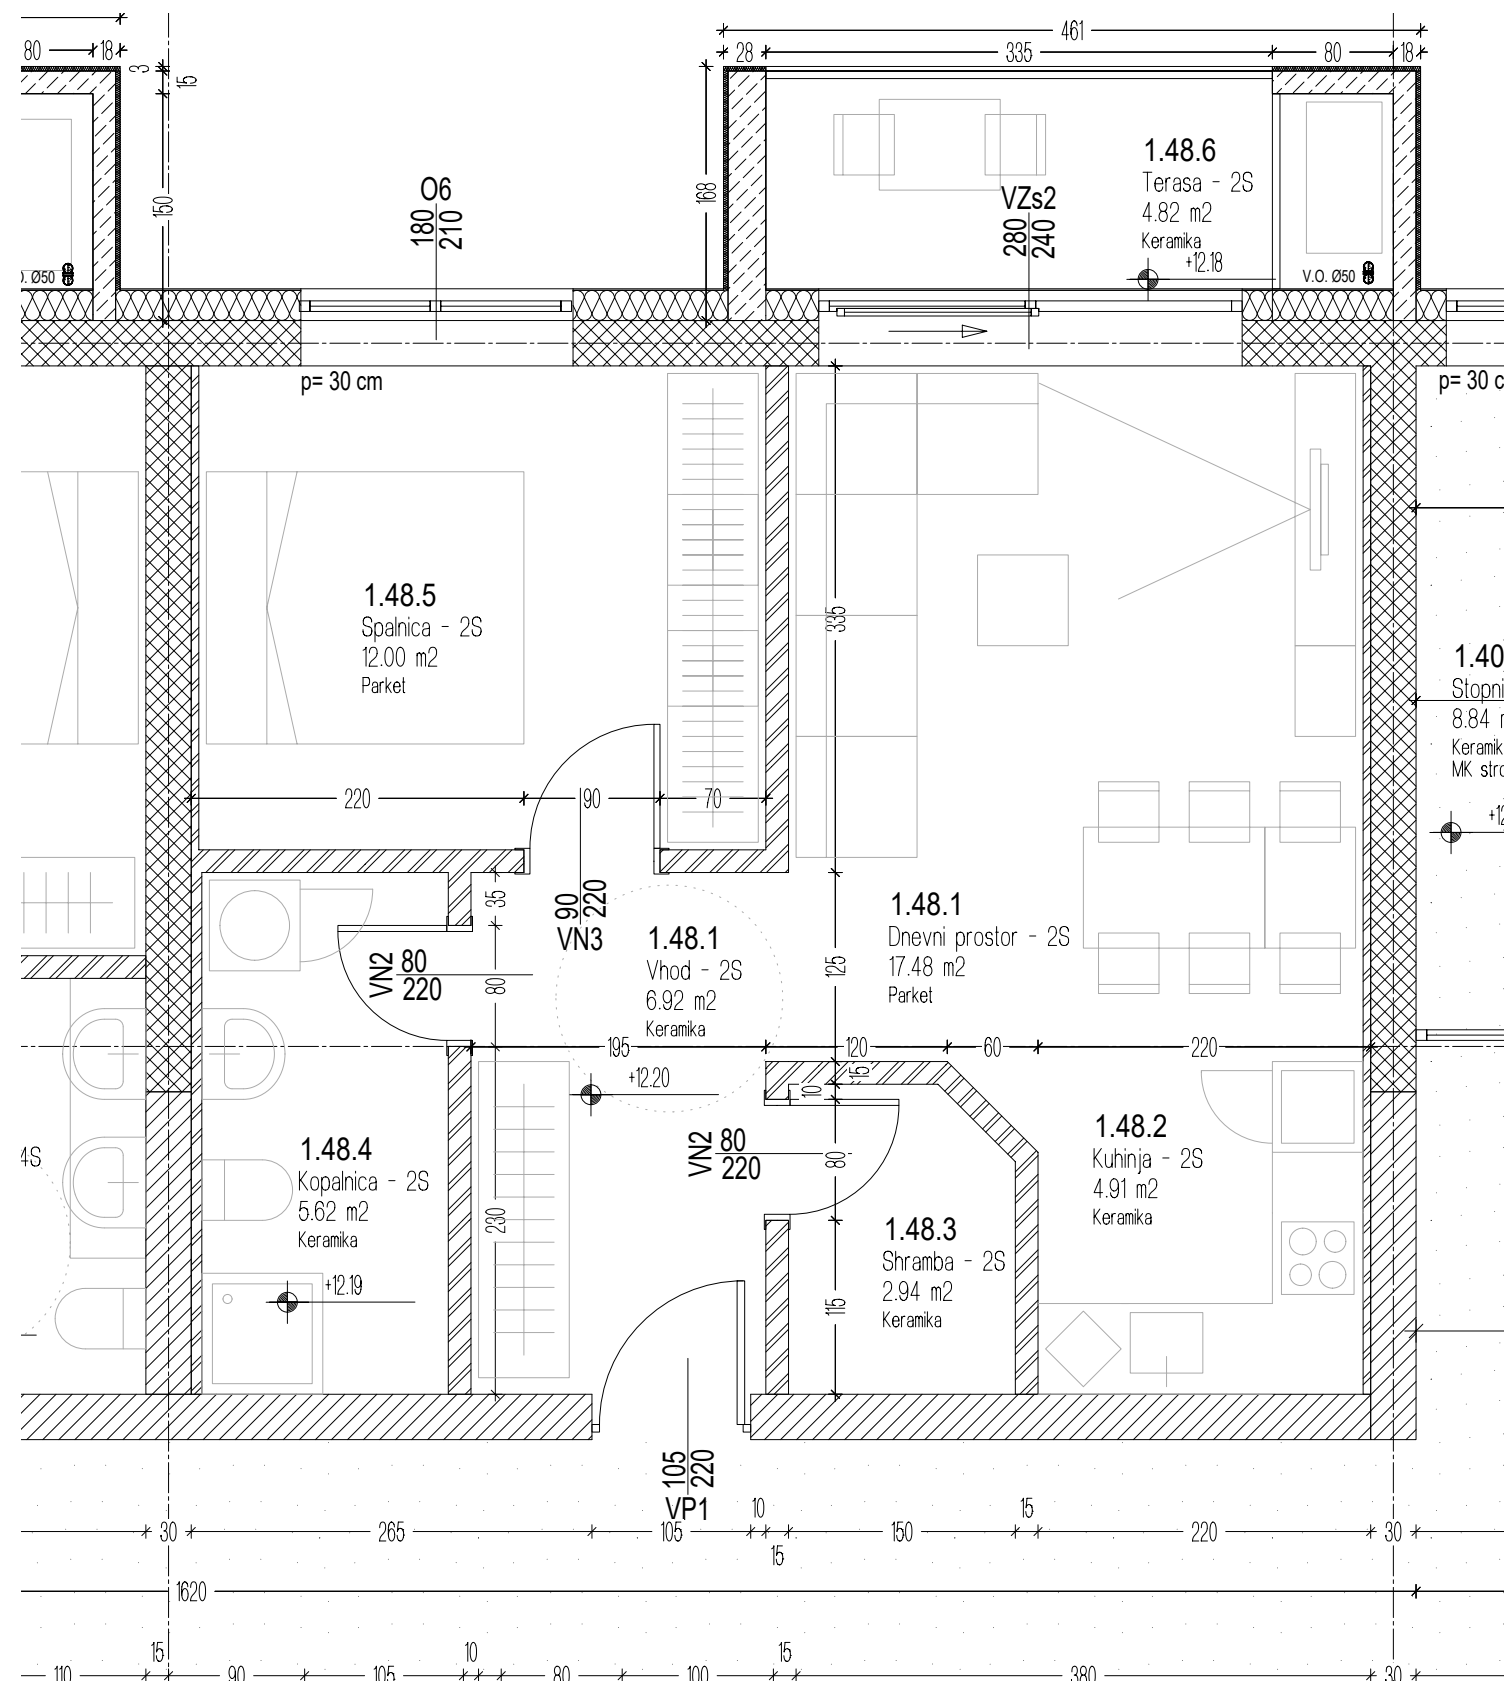 461
80
18
28
335
80
18
3
15
150
168
O6
180
210
VZs2
280
240
1.48.6
Terasa - 2S
4.82 m2
Keramika
+12.18
V.O. Ø50
O. Ø50
p= 30 cm
p= 30 c
1.48.5
Spalnica - 2S
12.00 m2
Parket
335
1.40
Stopni
8.84
Keramik
MK stro
+12
220
90
70
35
90
220
VN3
VN2
80
220
80
1.48.1
Vhod - 2S
6.92 m2
Keramika
1.48.1
Dnevni prostor - 2S
17.48 m2
Parket
125
195
120
60
220
15
10
+12.20
VN2
80
220
80
1.48.2
Kuhinja - 2S
4.91 m2
Keramika
4S
1.48.4
Kopalnica - 2S
5.62 m2
Keramika
230
+12.19
1.48.3
Shramba - 2S
2.94 m2
Keramika
115
105
220
VP1
30
265
105
10
15
150
15
220
30
1620
110
15
90
105
10
80
100
15
380
30